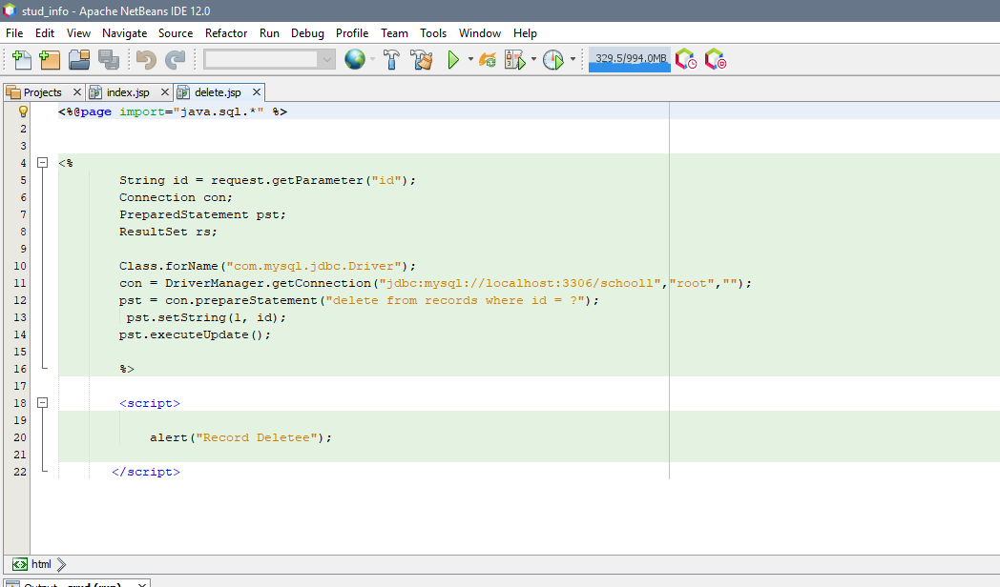 stud_info - Apache NetBeans IDE 12.0
File Edit View Navigate Source Refactor Run Debug Profile Team Tools Window Help
329.5/994.0MB
Projects index.jsp delete.jsp
<%@page import="java.sql.*" %>
2
3
4 <%
5 String id = request.getParameter("id");
6 Connection con;
7 PreparedStatement pst;
8 ResultSet rs;
9
10 Class.forName("com.mysql.jdbc.Driver");
11 con = DriverManager.getConnection("jdbc:mysql://localhost:3306/schooll","root","");
12 pst = con.prepareStatement("delete from records where id = ?");
13 pst.setString(1, id);
14 pst.executeUpdate();
15
16 %>
17
18 <script>
19
20 alert("Record Deletee");
21
22 </script>
html
Output - stud (run)